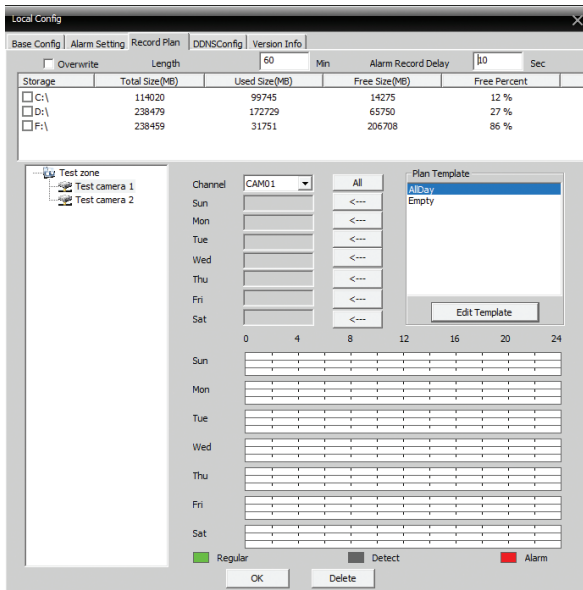 Local Config
Base Config Alarm Setting Record Plan DDNSConfig Version Info
Overwrite Length 60 Min Alarm Record Delay 10 Sec
Storage Total Size(MB) Used Size(MB) Free Size(MB) Free Percent
C:\ 114020 99745 14275 12 %
D:\ 238479 172729 65750 27 %
F:\ 238459 31751 206708 86 %
Test zone
Test camera 1
Test camera 2
Channel CAM01 All
Sun <---
Mon <---
Tue <---
Wed <---
Thu <---
Fri <---
Sat <---
Plan Template
AllDay
Empty
Edit Template
0 4 8 12 16 20 24
Sun
Mon
Tue
Wed
Thu
Fri
Sat
Regular Detect Alarm
OK Delete